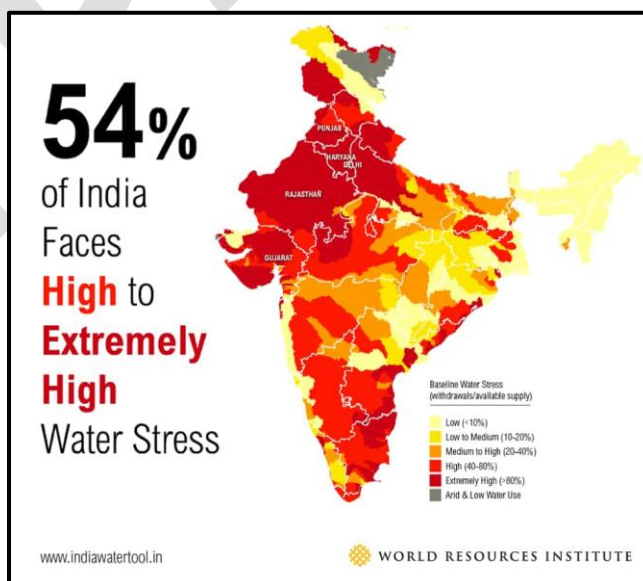 54%
of India
Faces
High to
Extremely
High
Water Stress
PUNJAB
HARYANA
DELHI
RAJASTHAN
GUJARAT
Baseline Water Stress
(withdrawals/available supply)
Low (<10%)
Low to Medium (10-20%)
Medium to High (20-40%)
High (40-80%)
Extremely High (>80%)
Arid & Low Water Use
www.indiawatertool.in
WORLD RESOURCES INSTITUTE